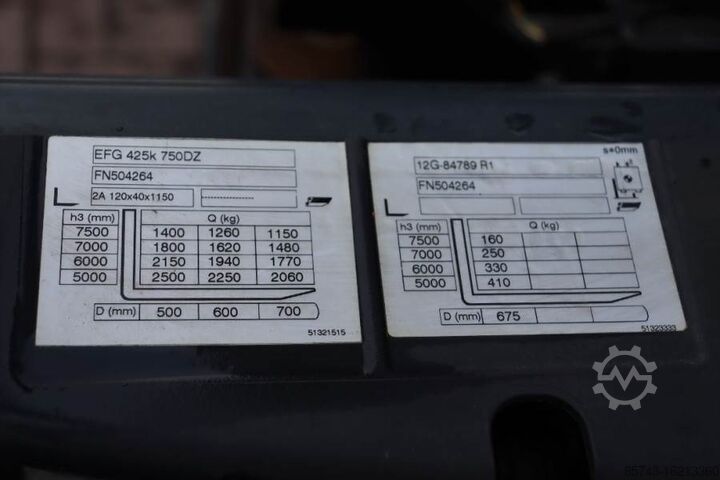 EFG 425k 750DZ
FN504264
2A 120x40x1150 ----------------
h3 (mm) Q (kg)
7500 1400 1260 1150
7000 1800 1620 1480
6000 2150 1940 1770
5000 2500 2250 2060
D (mm) 500 600 700
51321515
s=0mm
12G-84789 R1
FN504264
h3 (mm) Q (kg)
7500 160
7000 250
6000 330
5000 410
D (mm) 675
51323333